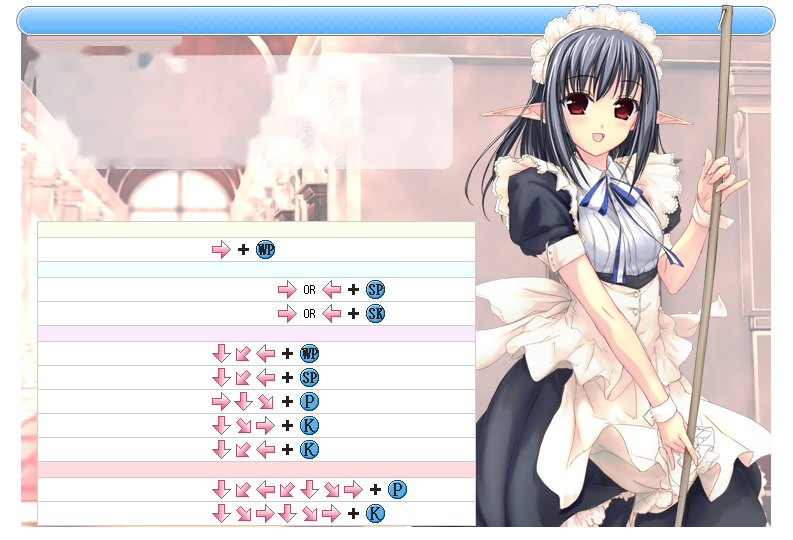 ➡ + WP
➡ OR ⬅ + SP
➡ OR ⬅ + SK
⬇ ↙ ⬅ + WP
⬇ ↙ ⬅ + SP
➡ ⬇ ↘ + P
⬇ ↘ ➡ + K
⬇ ↙ ⬅ + K
⬇ ↙ ⬅ ↙ ⬇ ↘ ➡ + P
⬇ ↘ ➡ ⬇ ↘ ➡ + K